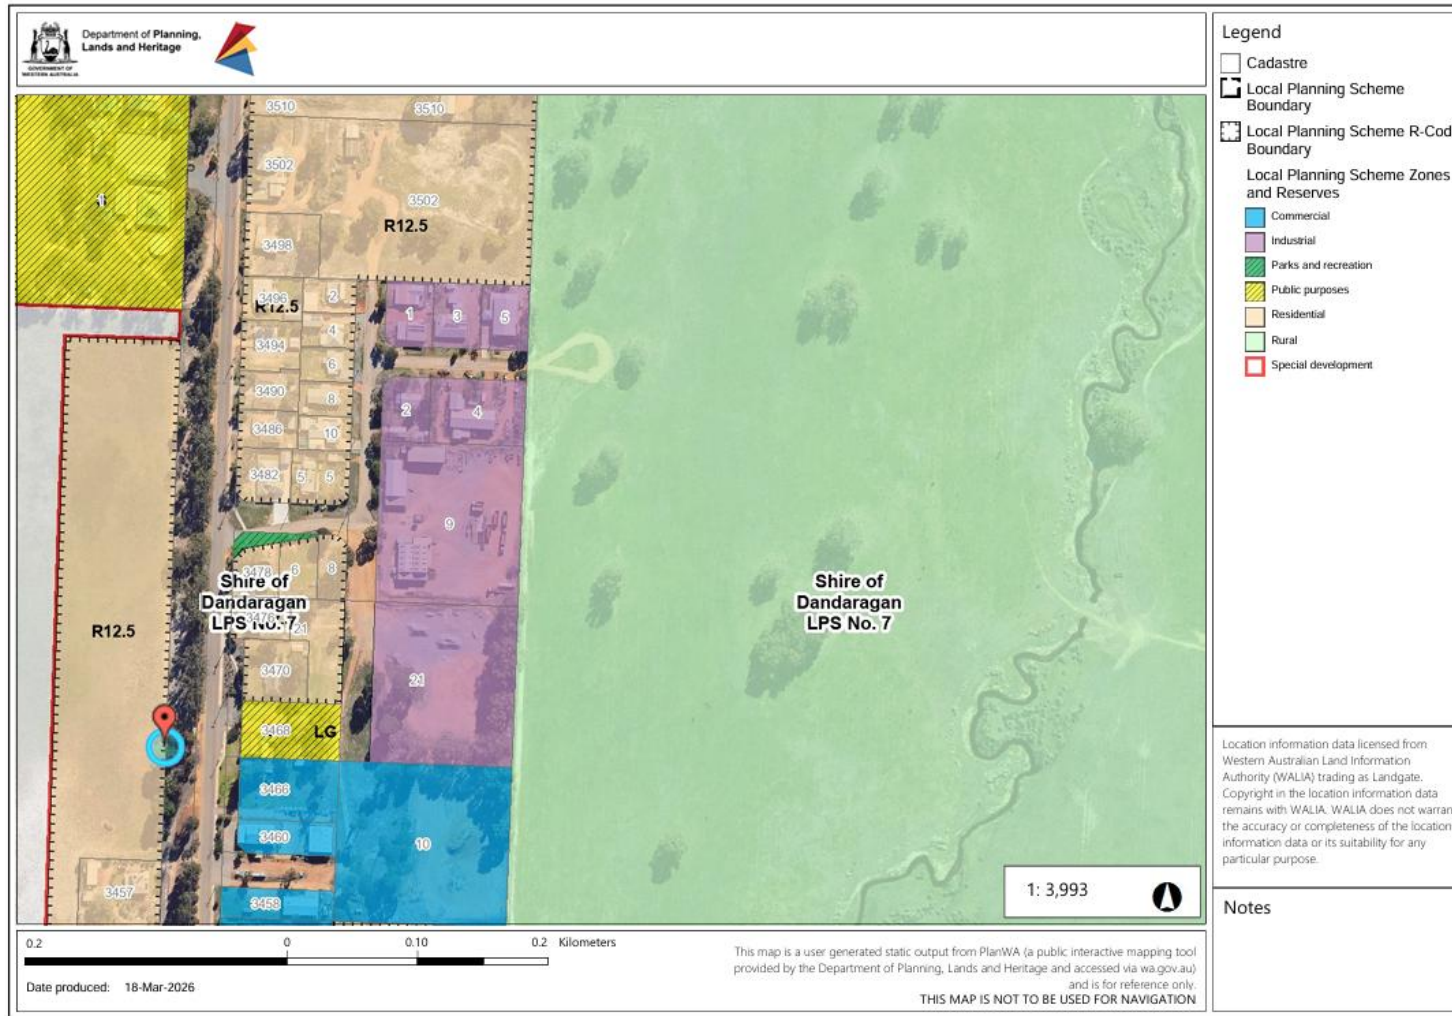 Department of Planning,
Lands and Heritage
GOVERNMENT OF
WESTERN AUSTRALIA
3510
3510
3502
3502
R12.5
3498
3496
2
R12.5
1
3
5
4
3494
6
3490
8
2
4
3486
10
3482
5
5
9
3478
6
8
Shire of
Dandaragan
LPS No. 7
3476
21
Shire of
Dandaragan
LPS No. 7
R12.5
3470
21
3468
LG
3466
3460
10
3457
3458
1: 3,993
Legend
Cadastre
Local Planning Scheme
Boundary
Local Planning Scheme R-Cod
Boundary
Local Planning Scheme Zones
and Reserves
Commercial
Industrial
Parks and recreation
Public purposes
Residential
Rural
Special development
Location information data licensed from
Western Australian Land Information
Authority (WALIA) trading as Landgate.
Copyright in the location information data
remains with WALIA. WALIA does not warran
the accuracy or completeness of the location
information data or its suitability for any
particular purpose.
Notes
0.2
0
0.10
0.2
Kilometers
Date produced: 18-Mar-2026
This map is a user generated static output from PlanWA (a public interactive mapping tool
provided by the Department of Planning, Lands and Heritage and accessed via wa.gov.au)
and is for reference only.
THIS MAP IS NOT TO BE USED FOR NAVIGATION